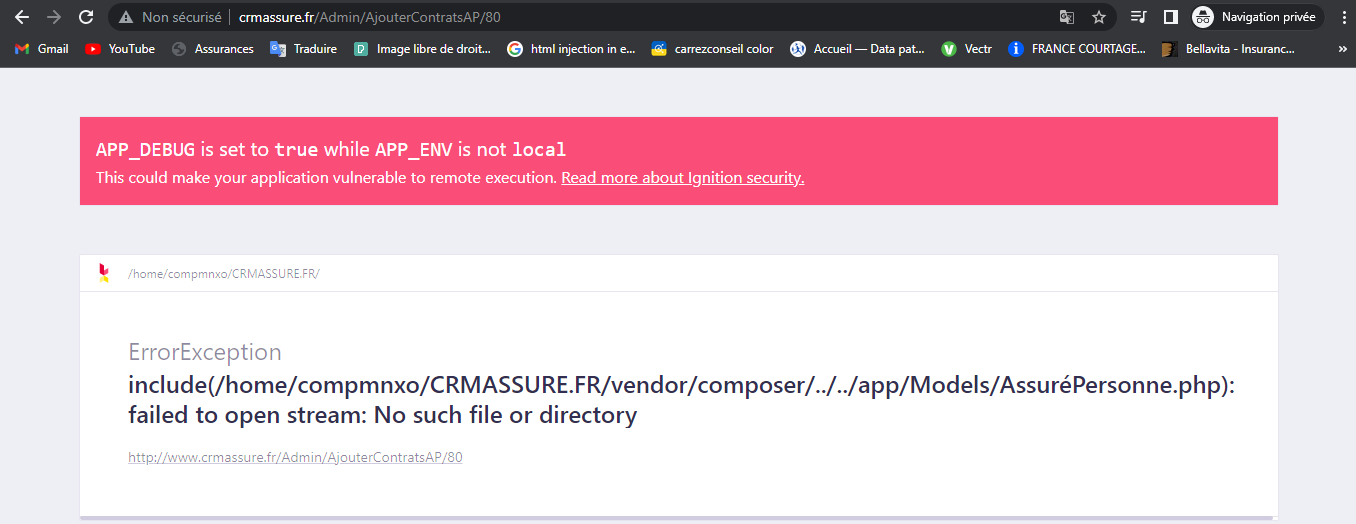 Non sécurisé crmassure.fr/Admin/AjouterContratsAP/80 Navigation privée
Gmail YouTube Assurances Traduire Image libre de droit... html injection in e... carrezconseil color Accueil — Data pat... Vectr FRANCE COURTAGE... Bellavita - Insuranc... »
APP_DEBUG is set to true while APP_ENV is not local
This could make your application vulnerable to remote execution. Read more about Ignition security.
/home/compmnxo/CRMASSURE.FR/
ErrorException
include(/home/compmnxo/CRMASSURE.FR/vendor/composer/../../app/Models/AssuréPersonne.php):
failed to open stream: No such file or directory
http://www.crmassure.fr/Admin/AjouterContratsAP/80